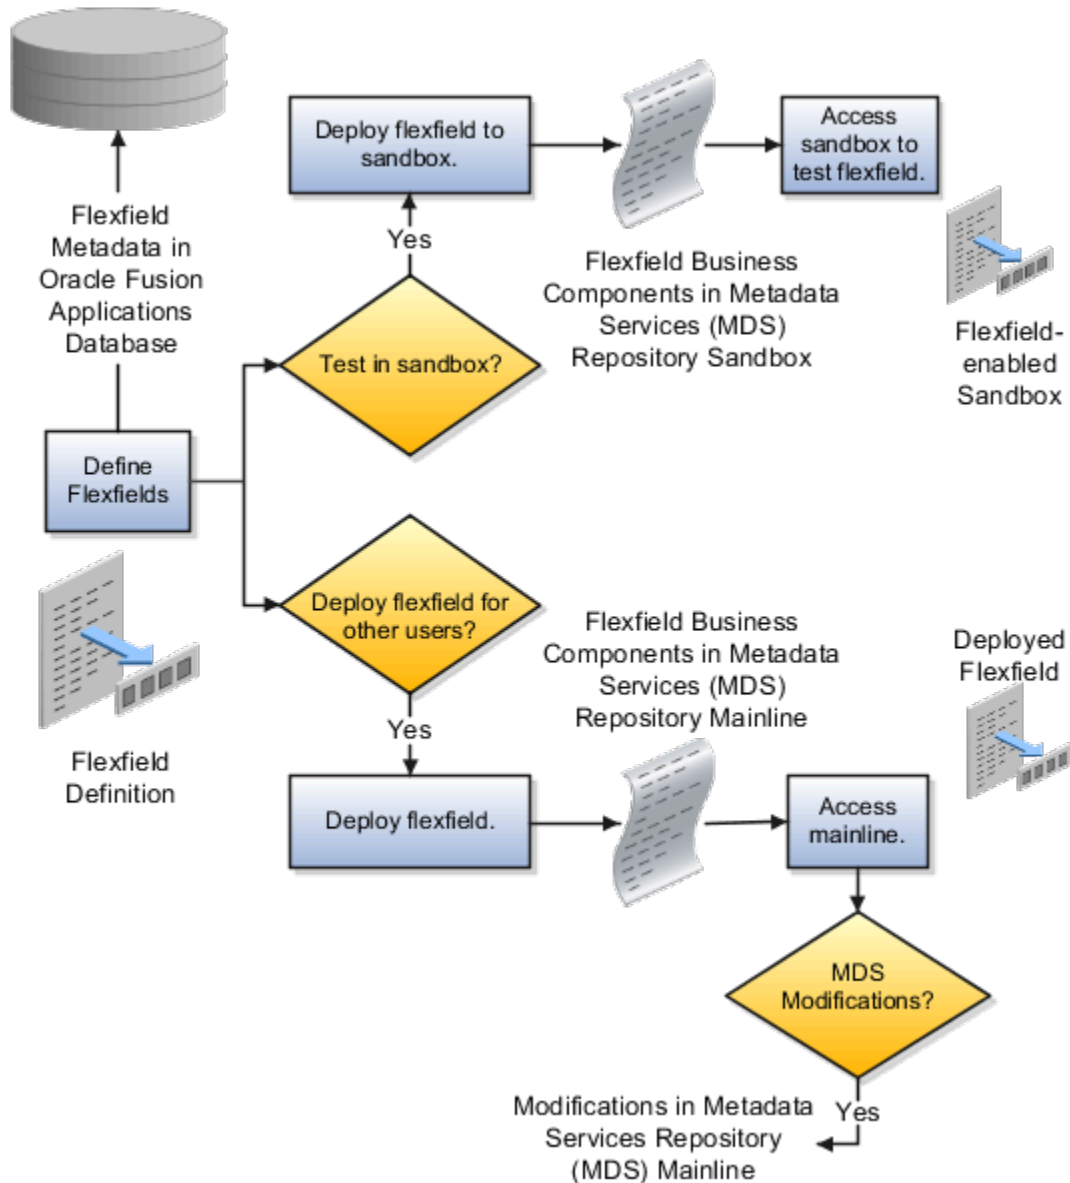 Deploy flexfield to
sandbox.
Access
sandbox to
test flexfield.
Flexfield
Metadata in
Oracle Fusion
Applications
Database
Yes
Flexfield Business
Components in Metadata
Services (MDS)
Repository Sandbox
Flexfield-
enabled
Sandbox
Test in sandbox?
Define
Flexfields
Deploy flexfield for
other users?
Flexfield Business
Components in Metadata
Services (MDS)
Repository Mainline
Deployed
Flexfield
Yes
Flexfield
Definition
Deploy flexfield.
Access
mainline.
MDS
Modifications?
Yes
Modifications in Metadata
Services Repository
(MDS) Mainline